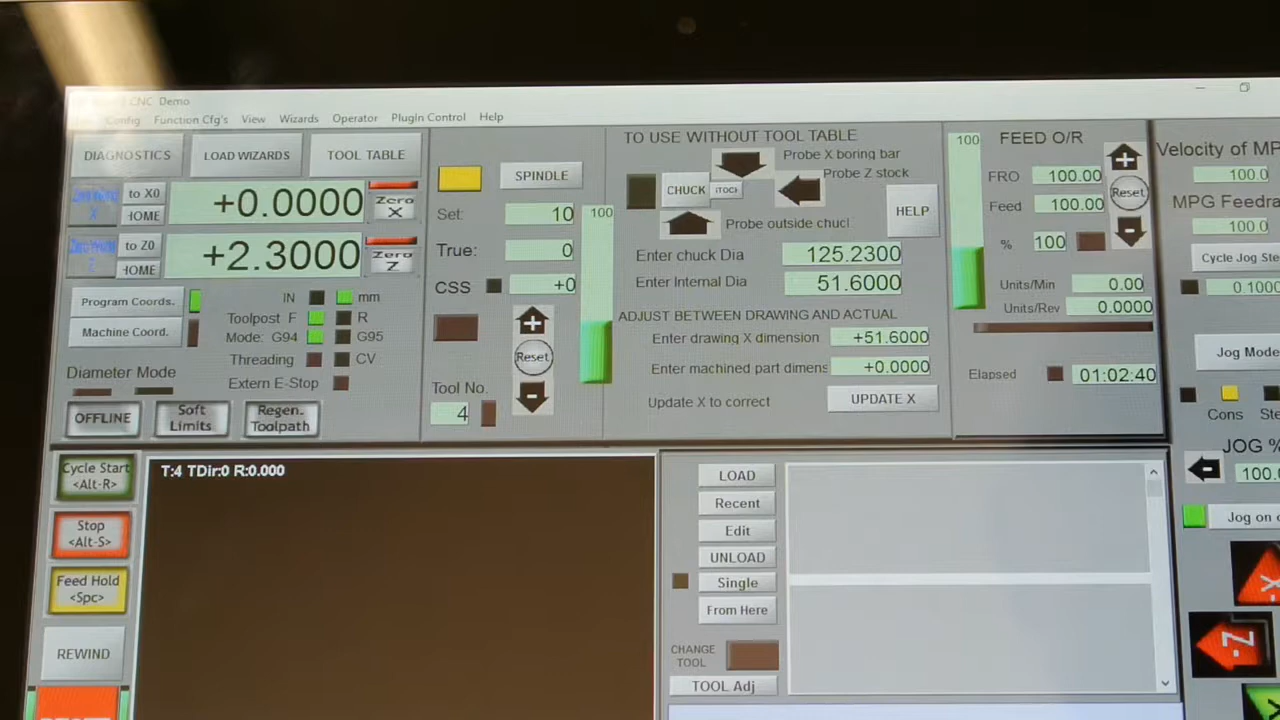 CNC Demo
Config Function Cfg's View Wizards Operator PlugIn Control Help
DIAGNOSTICS LOAD WIZARDS TOOL TABLE
to X0 +0.0000 Zero X
HOME
to Z0 +2.3000 Zero Z
HOME
Program Coords.
Machine Coord.
IN mm
Toolpost F R
Mode: G94 G95
Threading CV
Extern E-Stop
Diameter Mode
OFFLINE Soft Limits Regen. Toolpath
SPINDLE
Set: 10
True: 0
CSS +0
100
Reset
Tool No.
4
TO USE WITHOUT TOOL TABLE
Probe X boring bar
Probe Z stock
CHUCK
HELP
Probe outside chucl
Enter chuck Dia 125.2300
Enter Internal Dia 51.6000
ADJUST BETWEEN DRAWING AND ACTUAL
Enter drawing X dimension +51.6000
Enter machined part dimens +0.0000
Update X to correct UPDATE X
100 FEED O/R
FRO 100.00
Feed 100.00
Reset
% 100
Units/Min 0.00
Units/Rev 0.0000
Elapsed 01:02:40
Velocity of MP
100.0
MPG Feedra
100.0
Cycle Jog Ste
0.1000
Jog Mode
Cons Ste
JOG %
100.
Jog on
Cycle Start
<Alt-R>
Stop
<Alt-S>
Feed Hold
<Spc>
REWIND
T:4 TDir:0 R:0.000
LOAD
Recent
Edit
UNLOAD
Single
From Here
CHANGE TOOL
TOOL Adj